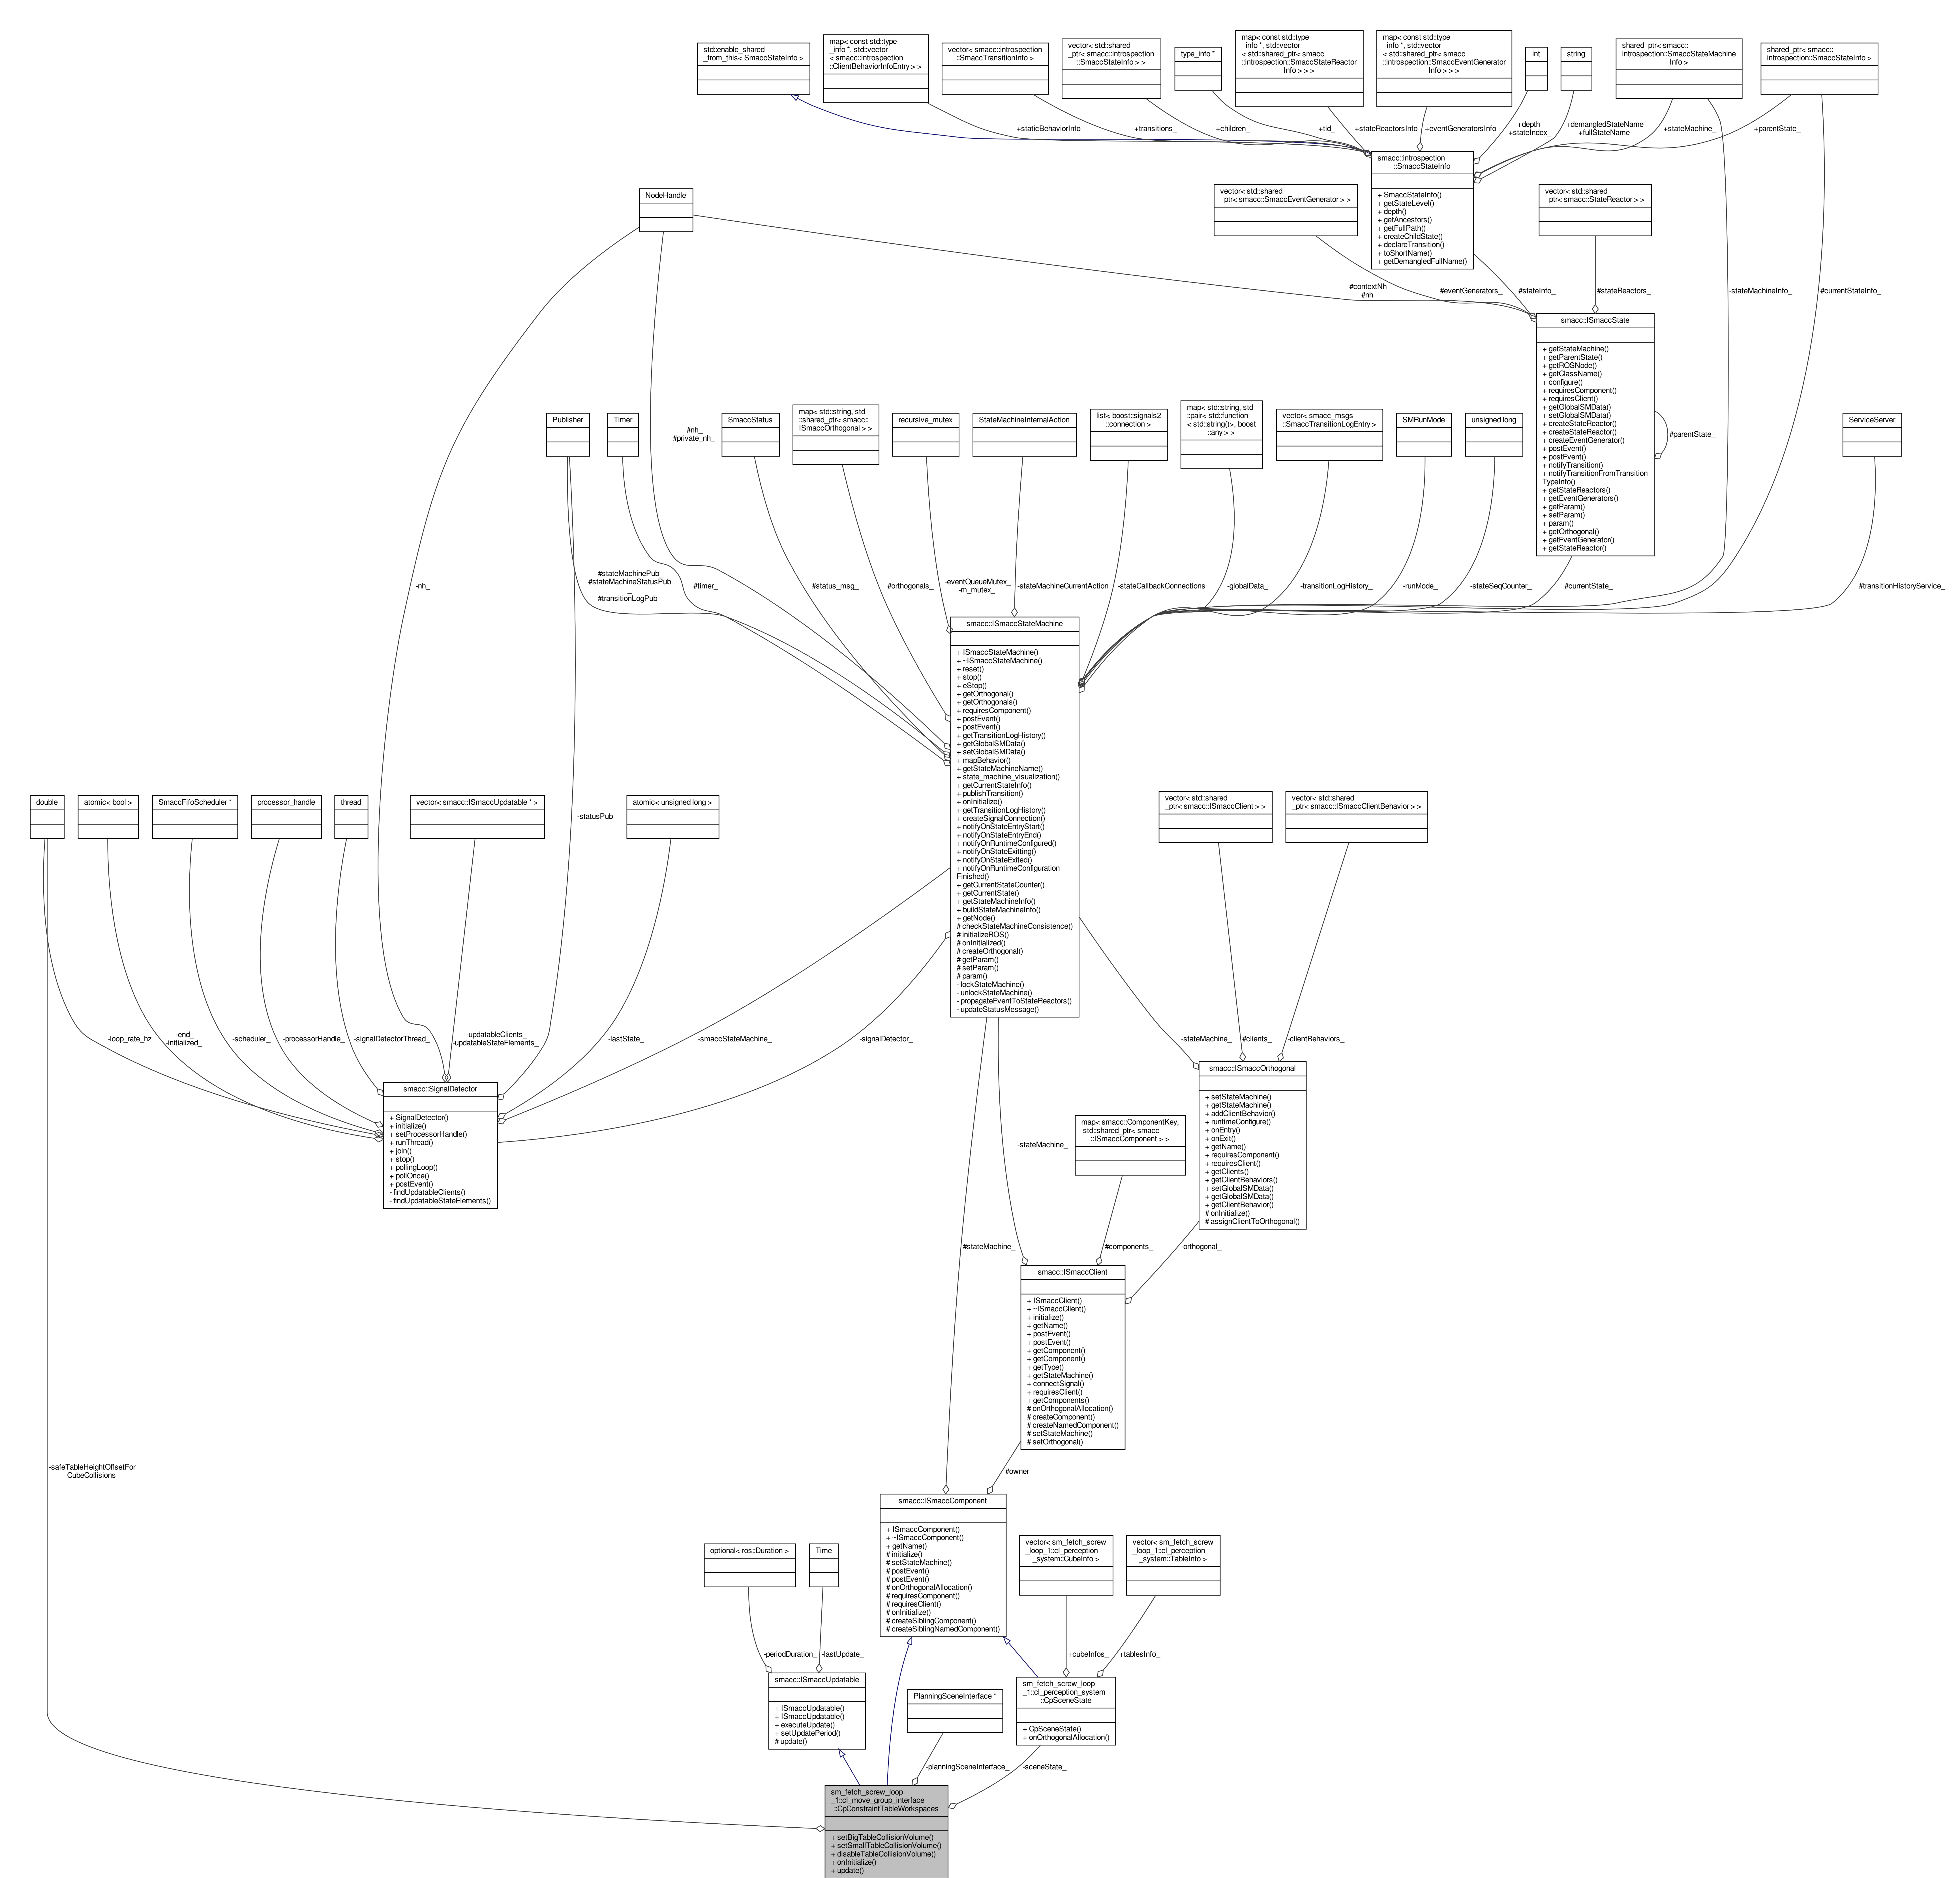 std::enable_shared
_from_this< SmaccStateInfo >
map< const std::type
_info *, std::vector
< smacc::introspection
::ClientBehaviorInfoEntry > >
vector< smacc::introspection
::SmaccTransitionInfo >
vector< std::shared
_ptr< smacc::introspection
::SmaccStateInfo > >
type_info *
map< const std::type
_info *, std::vector
< std::shared_ptr< smacc
::introspection::SmaccStateReactor
Info > > >
map< const std::type
_info *, std::vector
< std::shared_ptr< smacc
::introspection::SmaccEventGenerator
Info > > >
int
string
shared_ptr< smacc::
introspection::SmaccStateMachine
Info >
shared_ptr< smacc::
introspection::SmaccStateInfo >
+staticBehaviorInfo
+transitions_
+children_
+tid_
+stateReactorsInfo
+eventGeneratorsInfo
+depth_
+stateIndex_
+demangledStateName
+fullStateName
+stateMachine_
+parentState_
smacc::introspection
::SmaccStateInfo
+ SmaccStateInfo()
+ getStateLevel()
+ depth()
+ getAncestors()
+ getFullPath()
+ createChildState()
+ declareTransition()
+ toShortName()
+ getDemangledFullName()
NodeHandle
vector< std::shared
_ptr< smacc::SmaccEventGenerator > >
vector< std::shared
_ptr< smacc::StateReactor > >
#contextNh
#nh
#eventGenerators_
#stateInfo_
#stateReactors_
-stateMachineInfo_
#currentStateInfo_
smacc::ISmaccState
+ getStateMachine()
+ getParentState()
+ getROSNode()
+ getClassName()
+ configure()
+ requiresComponent()
+ requiresClient()
+ getGlobalSMData()
+ setGlobalSMData()
+ createStateReactor()
+ createStateReactor()
+ createEventGenerator()
+ postEvent()
+ postEvent()
+ notifyTransition()
+ notifyTransitionFromTransition
TypeInfo()
+ getStateReactors()
+ getEventGenerators()
+ getParam()
+ setParam()
+ param()
+ getOrthogonal()
+ getEventGenerator()
+ getStateReactor()
#parentState_
Publisher
Timer
#nh_
#private_nh_
SmaccStatus
map< std::string, std
::shared_ptr< smacc::
ISmaccOrthogonal > >
recursive_mutex
StateMachineInternalAction
list< boost::signals2
::connection >
map< std::string, std
::pair< std::function
< std::string()>, boost
::any > >
vector< smacc_msgs
::SmaccTransitionLogEntry >
SMRunMode
unsigned long
ServiceServer
-nh_
#stateMachinePub_
#stateMachineStatusPub
_
#transitionLogPub_
#timer_
#status_msg_
#orthogonals_
-eventQueueMutex_
-m_mutex_
-stateMachineCurrentAction
-stateCallbackConnections
-globalData_
-transitionLogHistory_
-runMode_
-stateSeqCounter_
#currentState_
#transitionHistoryService_
smacc::ISmaccStateMachine
+ ISmaccStateMachine()
+ ~ISmaccStateMachine()
+ reset()
+ stop()
+ eStop()
+ getOrthogonal()
+ getOrthogonals()
+ requiresComponent()
+ postEvent()
+ postEvent()
+ getTransitionLogHistory()
+ getGlobalSMData()
+ setGlobalSMData()
+ mapBehavior()
+ getStateMachineName()
+ state_machine_visualization()
+ getCurrentStateInfo()
+ publishTransition()
+ onInitialize()
+ getTransitionLogHistory()
+ createSignalConnection()
+ notifyOnStateEntryStart()
+ notifyOnStateEntryEnd()
+ notifyOnRuntimeConfigured()
+ notifyOnStateExitting()
+ notifyOnStateExited()
+ notifyOnRuntimeConfiguration
Finished()
+ getCurrentStateCounter()
+ getCurrentState()
+ getStateMachineInfo()
+ buildStateMachineInfo()
+ getNode()
# checkStateMachineConsistence()
# initializeROS()
# onInitialized()
# createOrthogonal()
# getParam()
# setParam()
# param()
- lockStateMachine()
- unlockStateMachine()
- propagateEventToStateReactors()
- updateStatusMessage()
double
atomic< bool >
SmaccFifoScheduler *
processor_handle
thread
vector< smacc::ISmaccUpdatable * >
-statusPub_
atomic< unsigned long >
vector< std::shared
_ptr< smacc::ISmaccClient > >
vector< std::shared
_ptr< smacc::ISmaccClientBehavior > >
-loop_rate_hz
-end_
-initialized_
-scheduler_
-processorHandle_
-signalDetectorThread_
-updatableClients_
-updatableStateElements_
-lastState_
-smaccStateMachine_
-signalDetector_
-stateMachine_
#clients_
-clientBehaviors_
smacc::SignalDetector
+ SignalDetector()
+ initialize()
+ setProcessorHandle()
+ runThread()
+ join()
+ stop()
+ pollingLoop()
+ pollOnce()
+ postEvent()
- findUpdatableClients()
- findUpdatableStateElements()
smacc::ISmaccOrthogonal
+ setStateMachine()
+ getStateMachine()
+ addClientBehavior()
+ runtimeConfigure()
+ onEntry()
+ onExit()
+ getName()
+ requiresComponent()
+ requiresClient()
+ getClients()
+ getClientBehaviors()
+ setGlobalSMData()
+ getGlobalSMData()
+ getClientBehavior()
# onInitialize()
# assignClientToOrthogonal()
-stateMachine_
map< smacc::ComponentKey,
std::shared_ptr< smacc
::ISmaccComponent > >
#stateMachine_
#components_
-orthogonal_
smacc::ISmaccClient
+ ISmaccClient()
+ ~ISmaccClient()
+ initialize()
+ getName()
+ postEvent()
+ postEvent()
+ getComponent()
+ getComponent()
+ getType()
+ getStateMachine()
+ connectSignal()
+ requiresClient()
+ getComponents()
# onOrthogonalAllocation()
# createComponent()
# createNamedComponent()
# setStateMachine()
# setOrthogonal()
-safeTableHeightOffsetFor
CubeCollisions
#owner_
smacc::ISmaccComponent
+ ISmaccComponent()
+ ~ISmaccComponent()
+ getName()
# initialize()
# setStateMachine()
# postEvent()
# postEvent()
# onOrthogonalAllocation()
# requiresComponent()
# requiresClient()
# onInitialize()
# createSiblingComponent()
# createSiblingNamedComponent()
optional< ros::Duration >
Time
vector< sm_fetch_screw
_loop_1::cl_perception
_system::CubeInfo >
vector< sm_fetch_screw
_loop_1::cl_perception
_system::TableInfo >
-periodDuration_
-lastUpdate_
+cubeInfos_
+tablesInfo_
smacc::ISmaccUpdatable
+ ISmaccUpdatable()
+ ISmaccUpdatable()
+ executeUpdate()
+ setUpdatePeriod()
# update()
PlanningSceneInterface *
sm_fetch_screw_loop
_1::cl_perception_system
::CpSceneState
+ CpSceneState()
+ onOrthogonalAllocation()
-planningSceneInterface_
-sceneState_
sm_fetch_screw_loop
_1::cl_move_group_interface
::CpConstraintTableWorkspaces
+ setBigTableCollisionVolume()
+ setSmallTableCollisionVolume()
+ disableTableCollisionVolume()
+ onInitialize()
+ update()